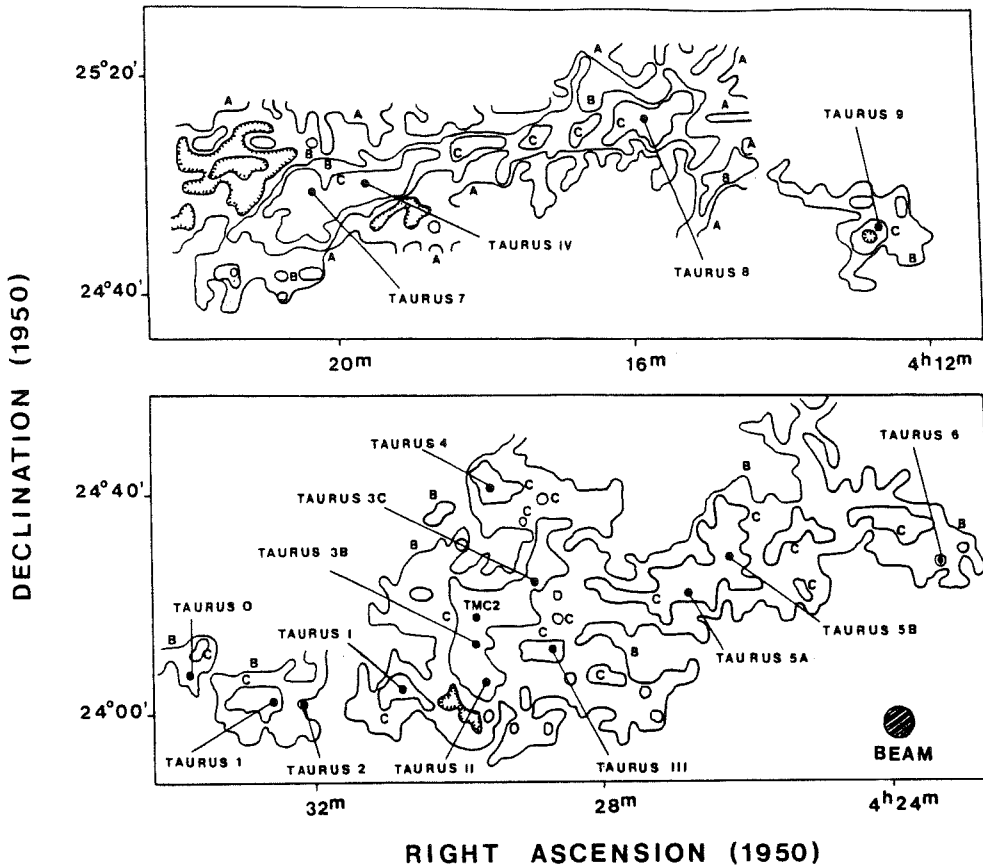 DECLINATION (1950)
25°20'
24°40'
A
A
A
A
A
A
B
B
B
C
C
C
C
C
TAURUS 9
B
A
B
A
A
A
A
B
C
B
TAURUS IV
TAURUS 7
TAURUS 8
20m
16m
4h12m
24°40'
24°00'
TAURUS 4
TAURUS 3C
TAURUS 3B
TAURUS 6
C
C
C
B
B
B
C
C
B
C
C
TMC2
C
C
C
C
TAURUS 0
TAURUS I
B
C
B
C
C
B
C
C
TAURUS 5B
TAURUS 5A
TAURUS 1
TAURUS 2
TAURUS II
TAURUS III
BEAM
32m
28m
4h24m
RIGHT ASCENSION (1950)